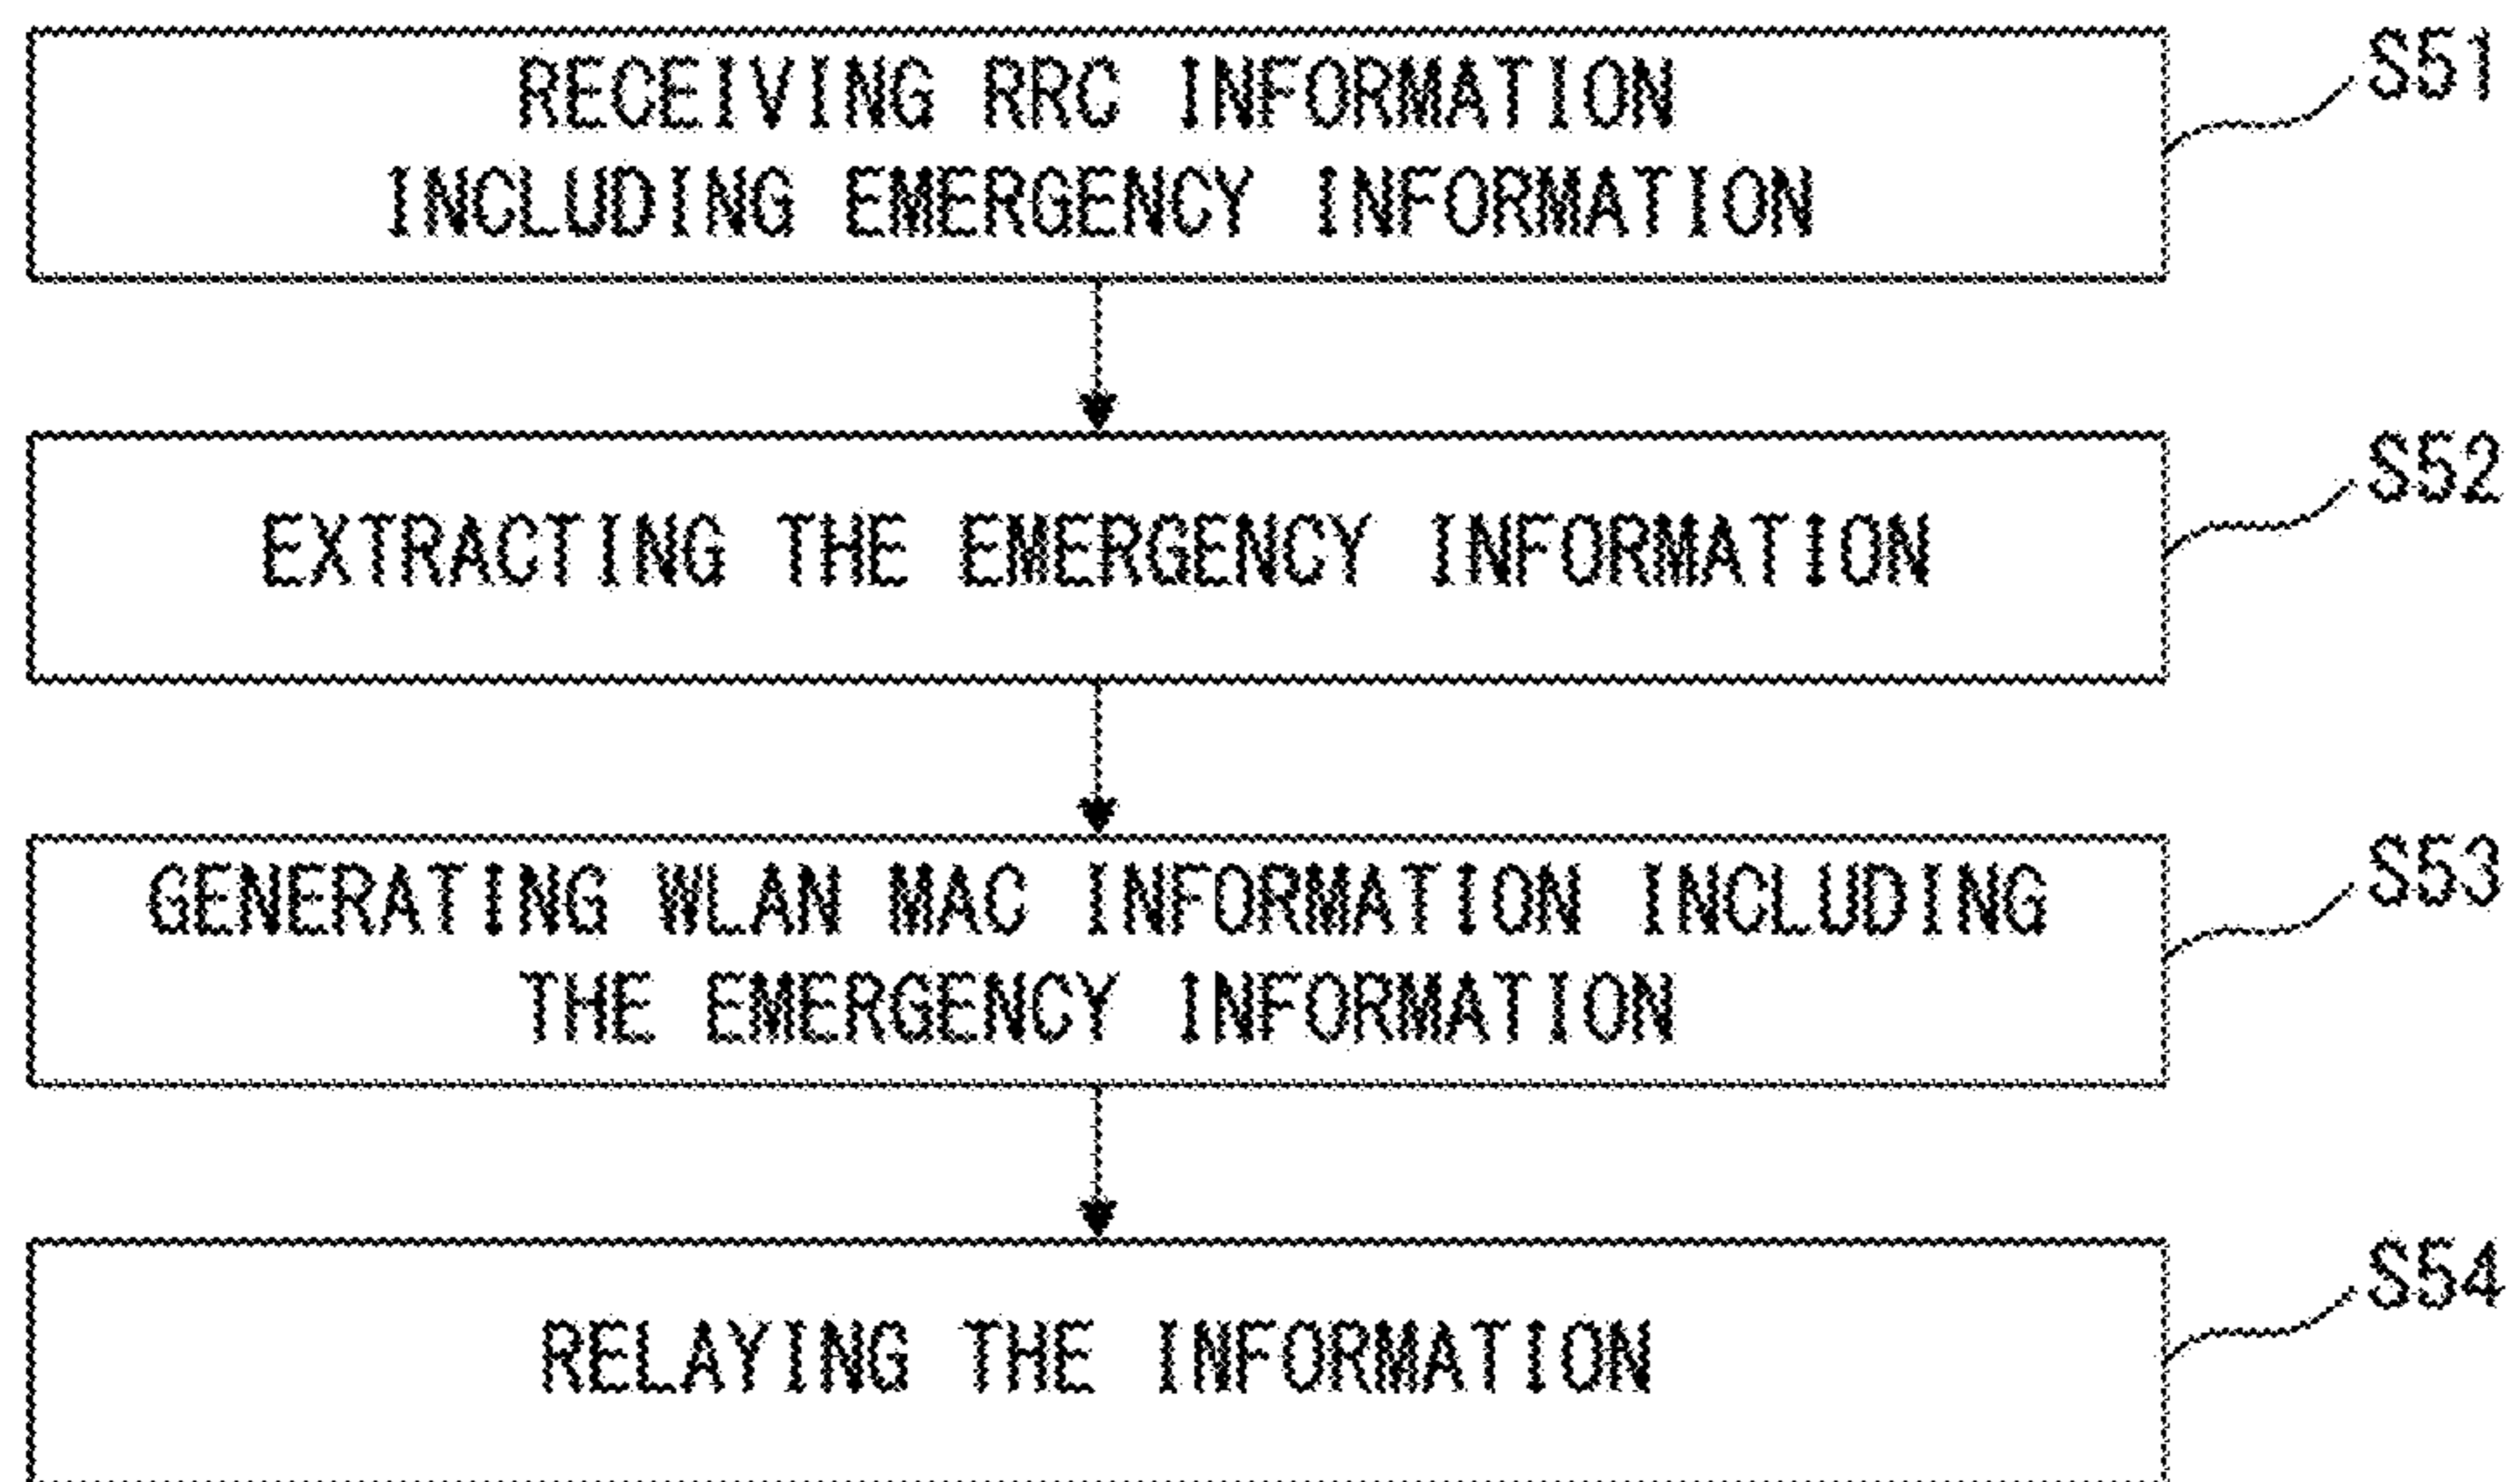 RECEIVING RRC INFORMATION
INCLUDING EMERGENCY INFORMATION
S51
EXTRACTING THE EMERGENCY INFORMATION
S52
GENERATING WLAN MAC INFORMATION INCLUDING
THE EMERGENCY INFORMATION
S53
RELAYING THE INFORMATION
S54